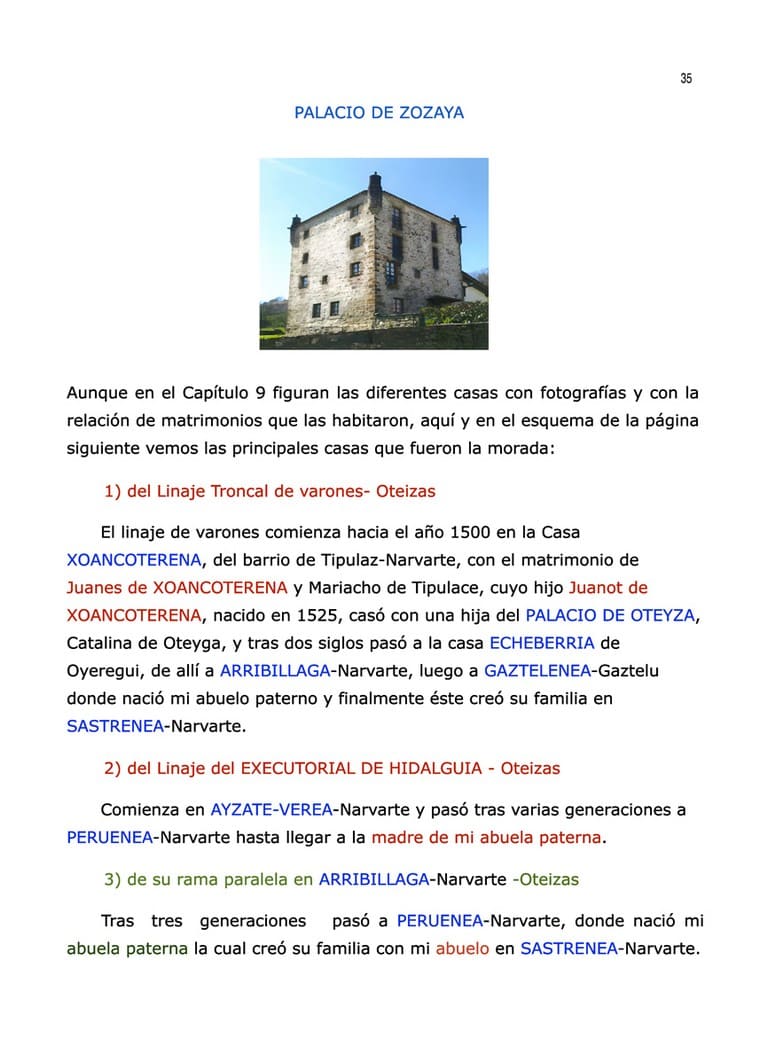 35
PALACIO DE ZOZAYA
Aunque en el Capítulo 9 figuran las diferentes casas con fotografías y con la
relación de matrimonios que las habitaron, aquí y en el esquema de la página
siguiente vemos las principales casas que fueron la morada:
1) del Linaje Troncal de varones- Oteizas
El linaje de varones comienza hacia el año 1500 en la Casa
XOANCOTERENA, del barrio de Tipulaz-Narvarte, con el matrimonio de
Juanes de XOANCOTERENA y Mariacho de Tipulace, cuyo hijo Juanot de
XOANCOTERENA, nacido en 1525, casó con una hija del PALACIO DE OTEYZA,
Catalina de Oteyga, y tras dos siglos pasó a la casa ECHEBERRIA de
Oyeregui, de allí a ARRIBILLAGA-Narvarte, luego a GAZTELENEA-Gaztelu
donde nació mi abuelo paterno y finalmente éste creó su familia en
SASTRENEA-Narvarte.
2) del Linaje del EXECUTORIAL DE HIDALGUIA - Oteizas
Comienza en AYZATE-VEREA-Narvarte y pasó tras varias generaciones a
PERUENEA-Narvarte hasta llegar a la madre de mi abuela paterna.
3) de su rama paralela en ARRIBILLAGA-Narvarte -Oteizas
Tras tres generaciones pasó a PERUENEA-Narvarte, donde nació mi
abuela paterna la cual creó su familia con mi abuelo en SASTRENEA-Narvarte.